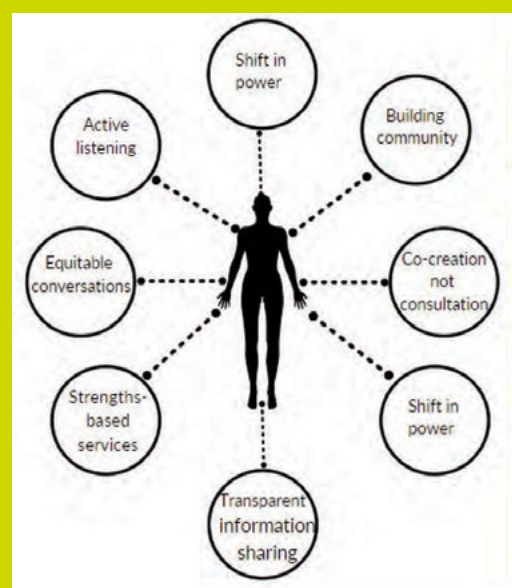 Shift in
power
Building
community
Co-creation
not
consultation
Shift in
power
Transparent
information
sharing
Strengths-
based
services
Equitable
conversations
Active
listening